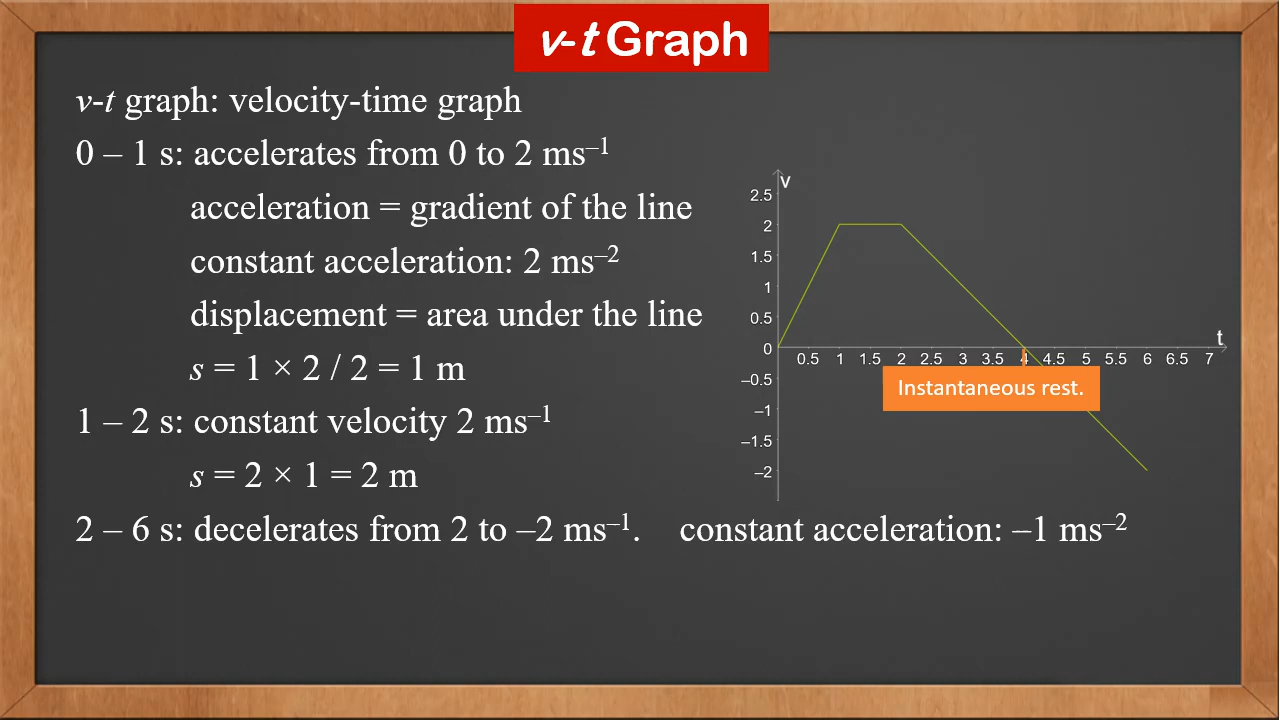 v-t Graph
v-t graph: velocity-time graph
0 – 1 s: accelerates from 0 to 2 ms⁻¹
acceleration = gradient of the line
constant acceleration: 2 ms⁻²
displacement = area under the line
s = 1 × 2 / 2 = 1 m
1 – 2 s: constant velocity 2 ms⁻¹
s = 2 × 1 = 2 m
2 – 6 s: decelerates from 2 to –2 ms⁻¹. constant acceleration: –1 ms⁻²
v
2.5
2
1.5
1
0.5
0
–0.5
–1
–1.5
–2
t
0.5 1 1.5 2 2.5 3 3.5 4 4.5 5 5.5 6 6.5 7
Instantaneous rest.